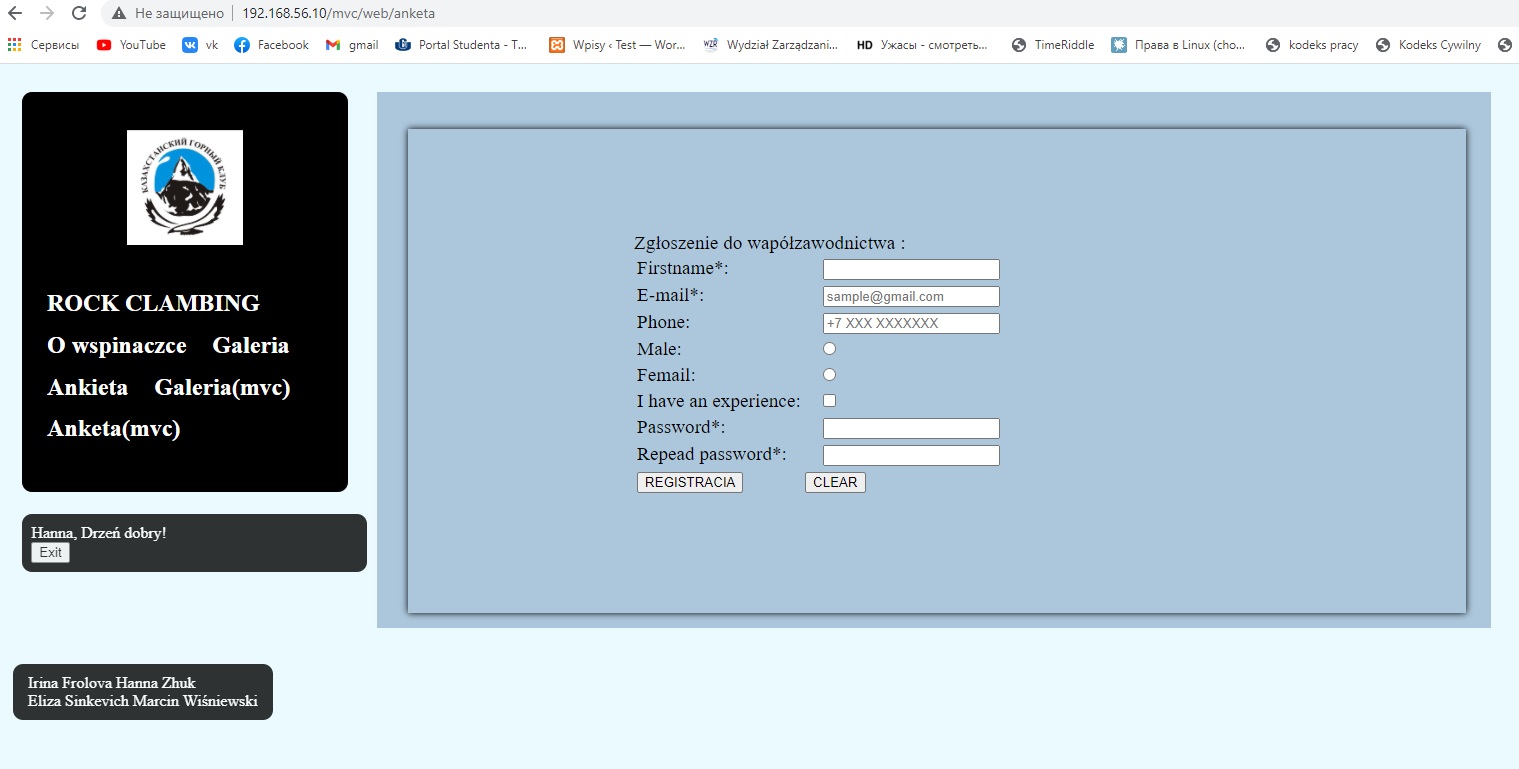 Не защищено 192.168.56.10/mvc/web/anketa
Сервисы YouTube vk Facebook gmail Portal Studenta - T... Wpisy ‹ Test — Wor... Wydział Zarządzani... HD Ужасы - смотреть... TimeRiddle Права в Linux (cho... kodeks pracy Kodeks Cywilny
КАЗАХСТАНСКИЙ ГОРНЫЙ КЛУБ
ROCK CLAMBING
O wspinaczce Galeria
Ankieta Galeria(mvc)
Anketa(mvc)
Hanna, Drzeń dobry!
Exit
Zgłoszenie do wapółzawodnictwa :
Firstname*:
E-mail*: sample@gmail.com
Phone: +7 XXX XXXXXXX
Male:
Femail:
I have an experience:
Password*:
Repead password*:
REGISTRACIA CLEAR
Irina Frolova Hanna Zhuk
Eliza Sinkevich Marcin Wiśniewski